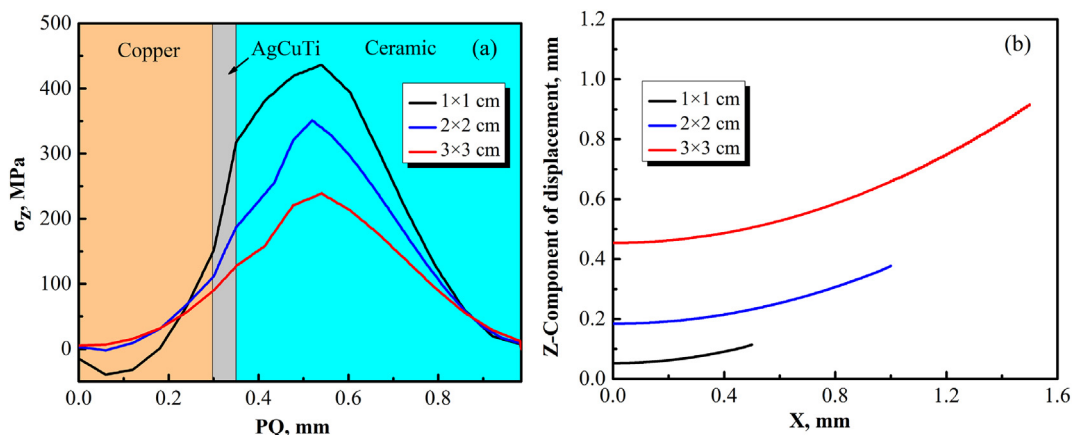 500
400
300
200
100
0
σz, MPa
Copper
AgCuTi
Ceramic
(a)
1×1 cm
2×2 cm
3×3 cm
0.0 0.2 0.4 0.6 0.8
PQ, mm
1.2
1.0
0.8
0.6
0.4
0.2
0.0
Z-Component of displacement, mm
(b)
1×1 cm
2×2 cm
3×3 cm
0.0 0.4 0.8 1.2 1.6
X, mm